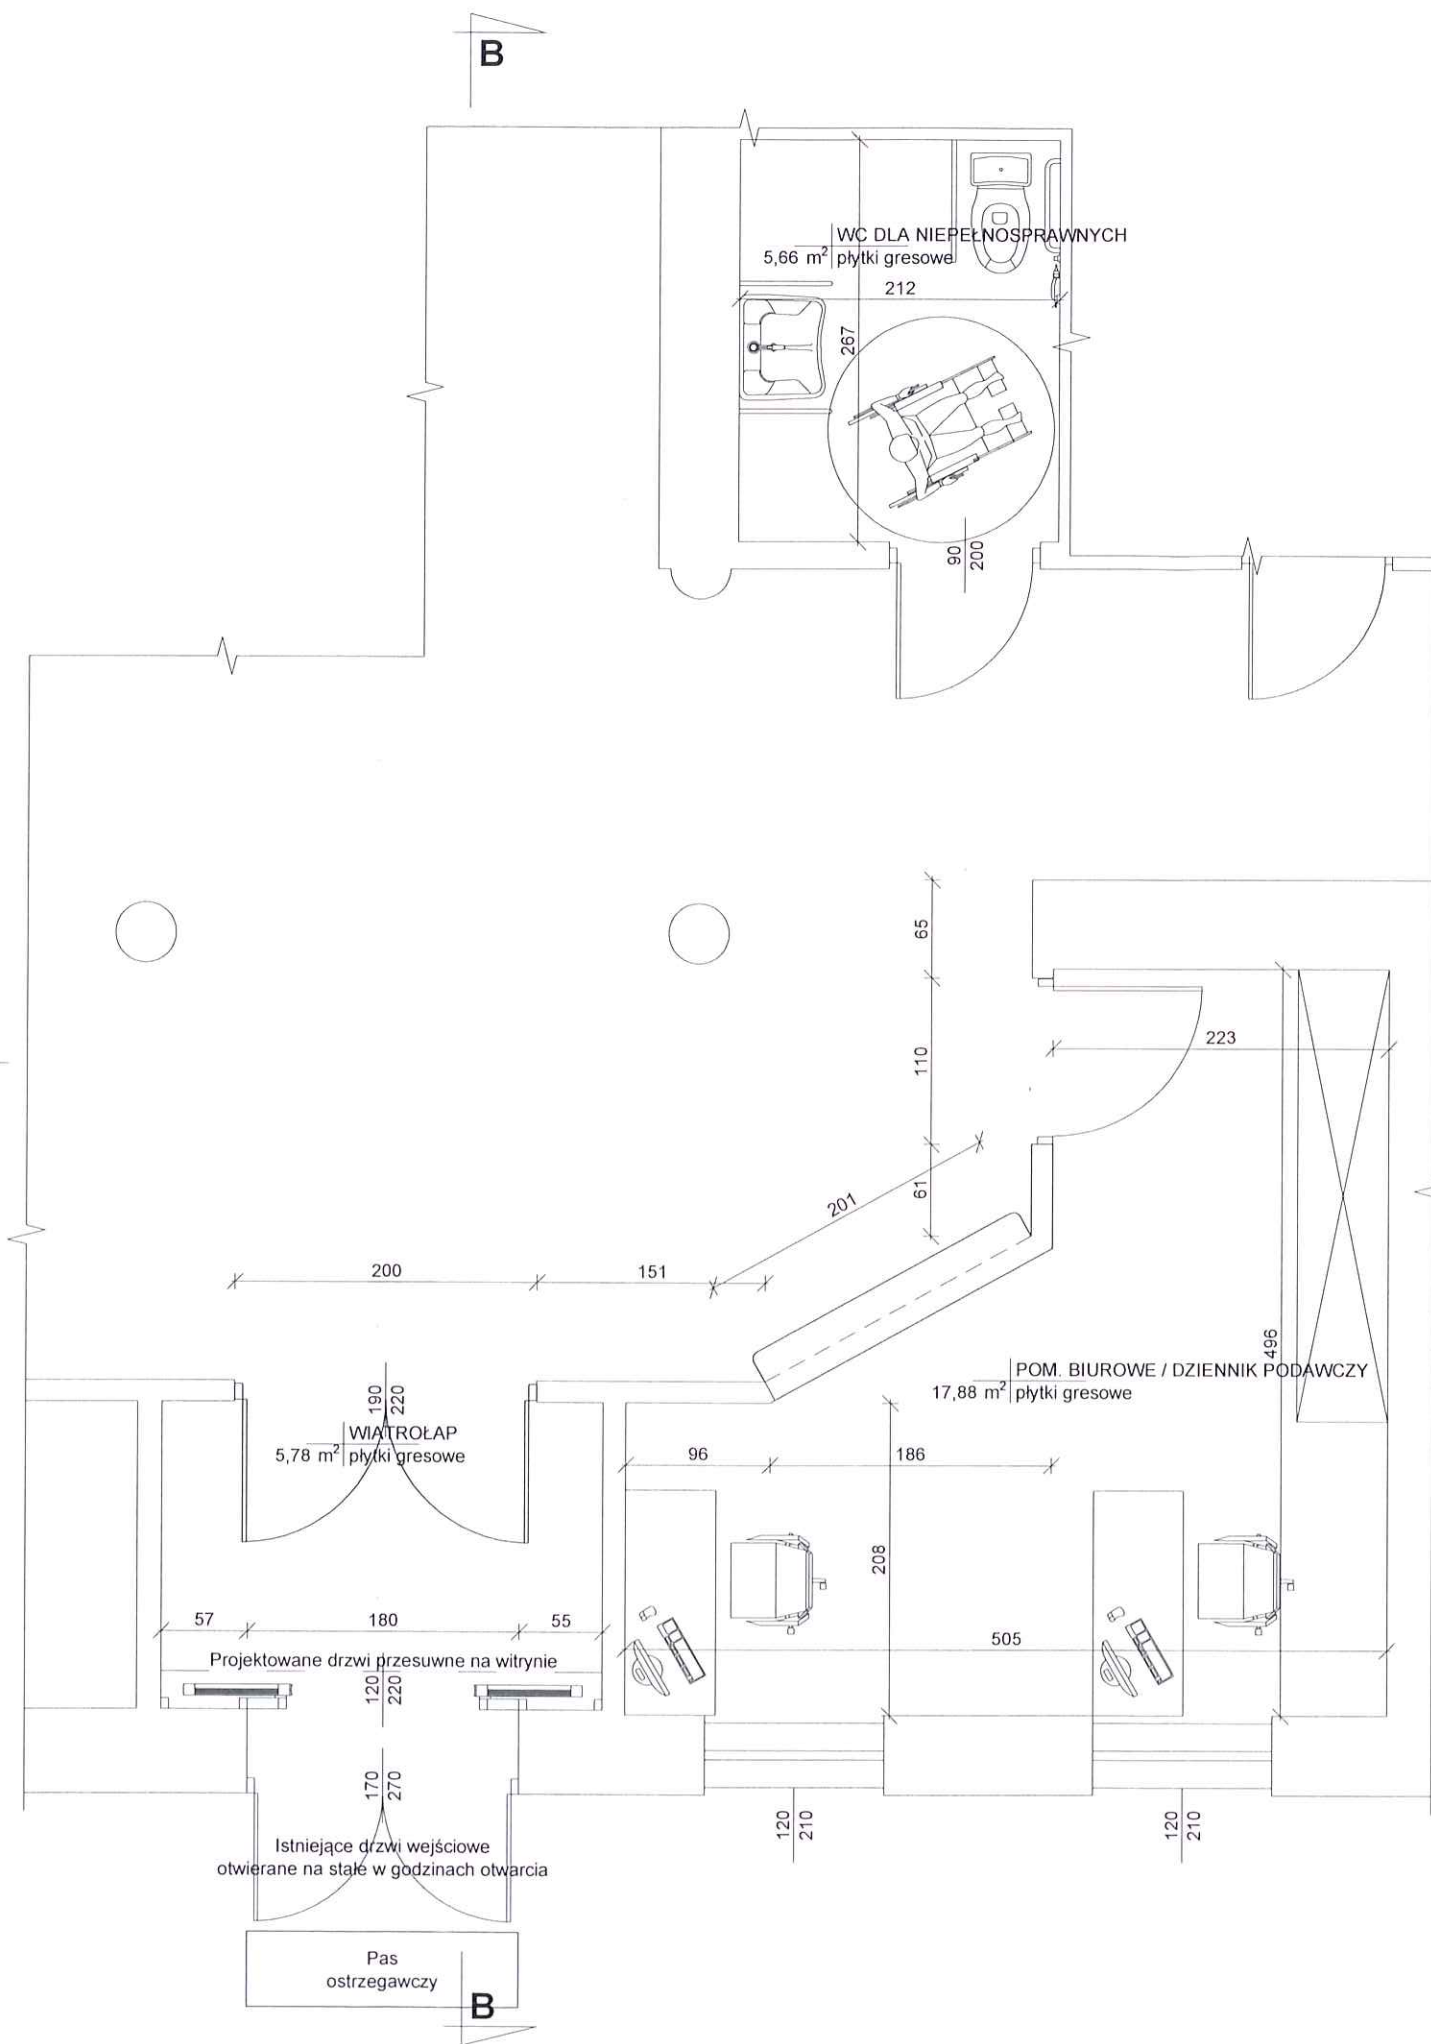 B
WC DLA NIEPEŁNOSPRAWNYCH
5,66 m² płytki gresowe
212
267
90
200
65
223
110
61
201
200
151
496
POM. BIUROWE / DZIENNIK PODAWCZY
17,88 m² płytki gresowe
190
220
WIATROŁAP
5,78 m² płytki gresowe
96
186
208
57
180
55
505
Projektowane drzwi przesuwne na witrynie
120
220
170
270
120
210
120
210
Istniejące drzwi wejściowe
otwierane na stałe w godzinach otwarcia
Pas
ostrzegawczy
B